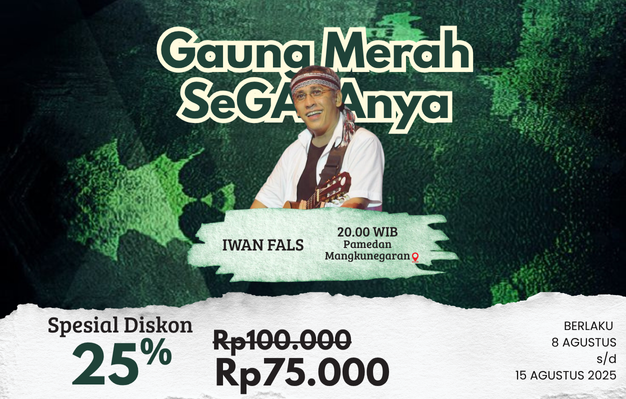 Gaung Merah
SeGA Anya
IWAN FALS
20.00 WIB
Pamedan
Mangkunegaran
Spesial Diskon
25%
Rp100.000
Rp75.000
BERLAKU
8 AGUSTUS
s/d
15 AGUSTUS 2025